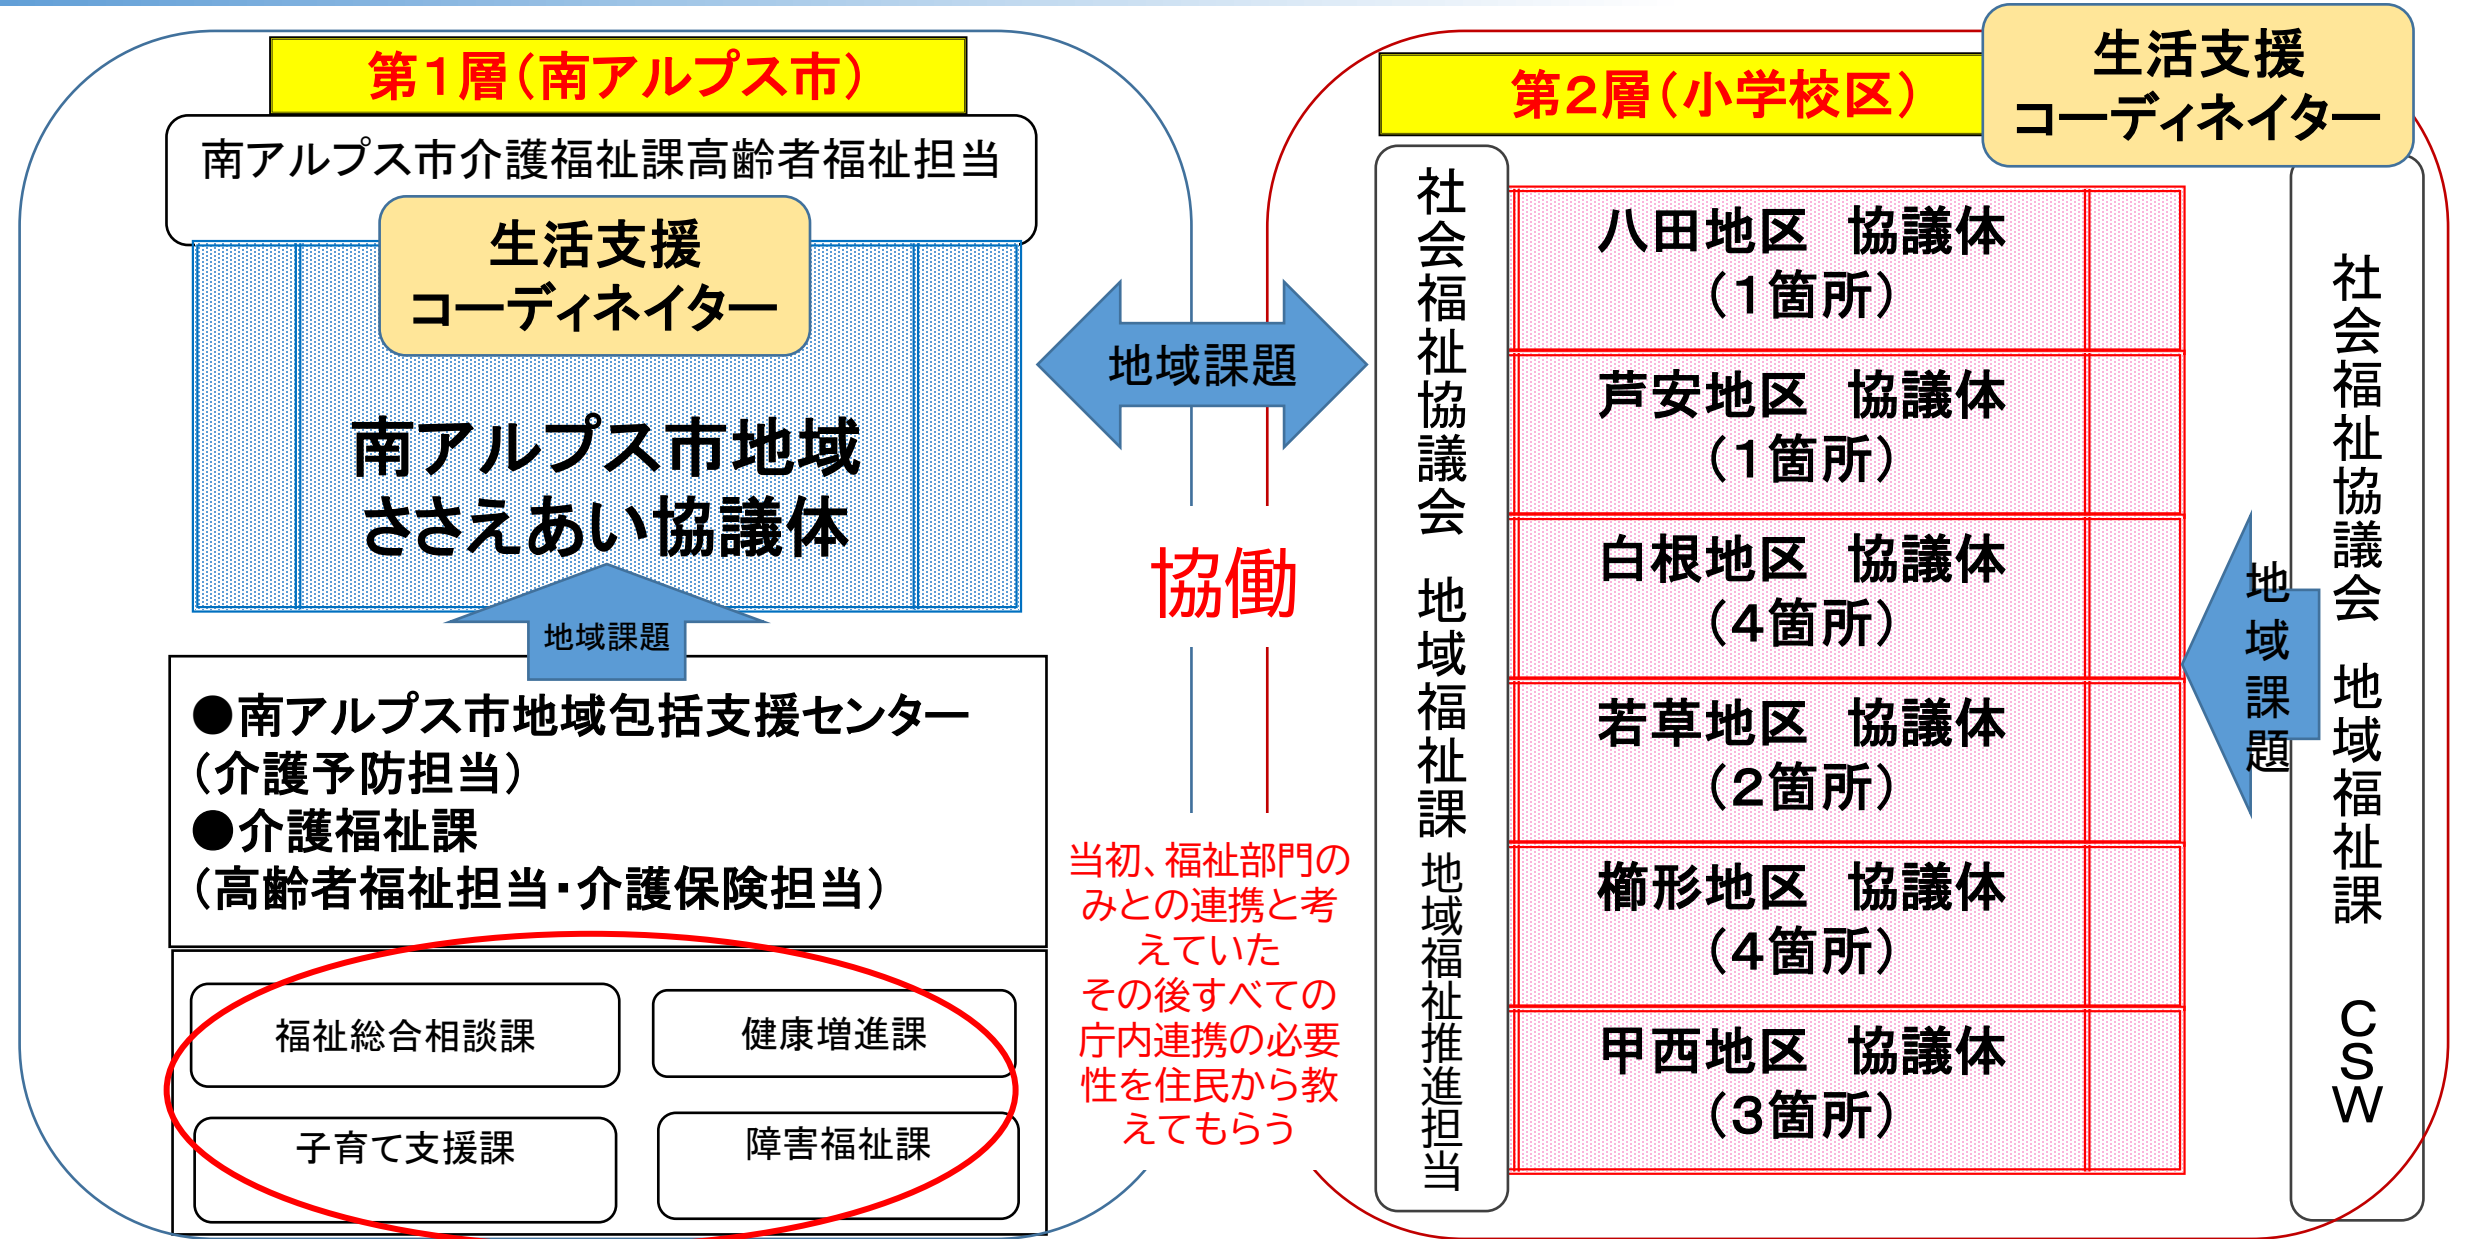 第1層（南アルプス市）
南アルプス市介護福祉課高齢者福祉担当
生活支援
コーディネイター
南アルプス市地域
ささえあい協議体
地域課題
●南アルプス市地域包括支援センター
（介護予防担当）
●介護福祉課
（高齢者福祉担当・介護保険担当）
福祉総合相談課
健康増進課
子育て支援課
障害福祉課
地域課題
協働
当初、福祉部門の
みとの連携と考
えていた
その後すべての
庁内連携の必要
性を住民から教
えてもらう
第2層（小学校区）
生活支援
コーディネイター
社会福祉協議会　地域福祉課 地域福祉推進担当
八田地区　協議体
（1箇所）
芦安地区　協議体
（1箇所）
白根地区　協議体
（4箇所）
若草地区　協議体
（2箇所）
櫛形地区　協議体
（4箇所）
甲西地区　協議体
（3箇所）
地域課題
社会福祉協議会　地域福祉課　CSW